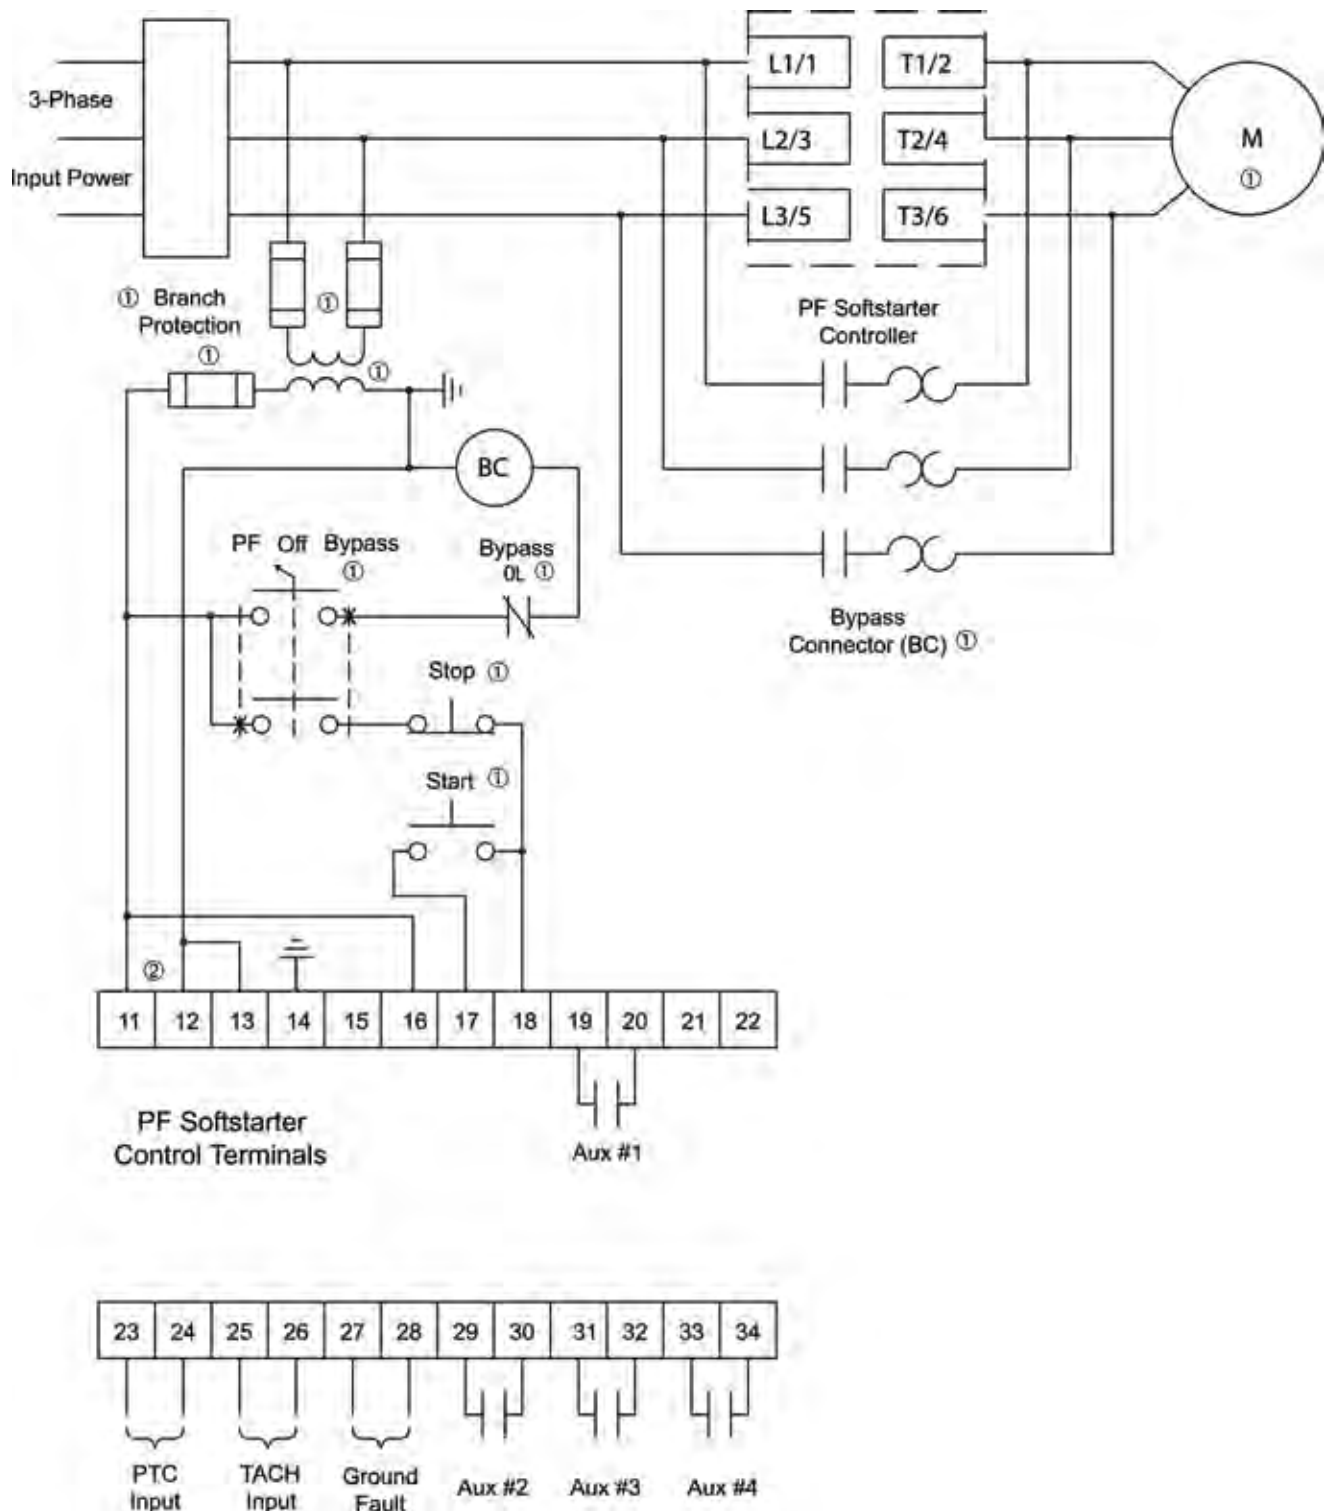 L1/1 T1/2
3-Phase
L2/3 T2/4 M
Input Power ①
L3/5 T3/6
① Branch
Protection
①
①
①
PF Softstarter
Controller
BC
PF Off Bypass
①
Bypass
OL ①
Bypass
Connector (BC) ①
Stop ①
Start ①
②
11 12 13 14 15 16 17 18 19 20 21 22
PF Softstarter
Control Terminals
Aux #1
23 24 25 26 27 28 29 30 31 32 33 34
PTC
Input
TACH
Input
Ground
Fault
Aux #2 Aux #3 Aux #4